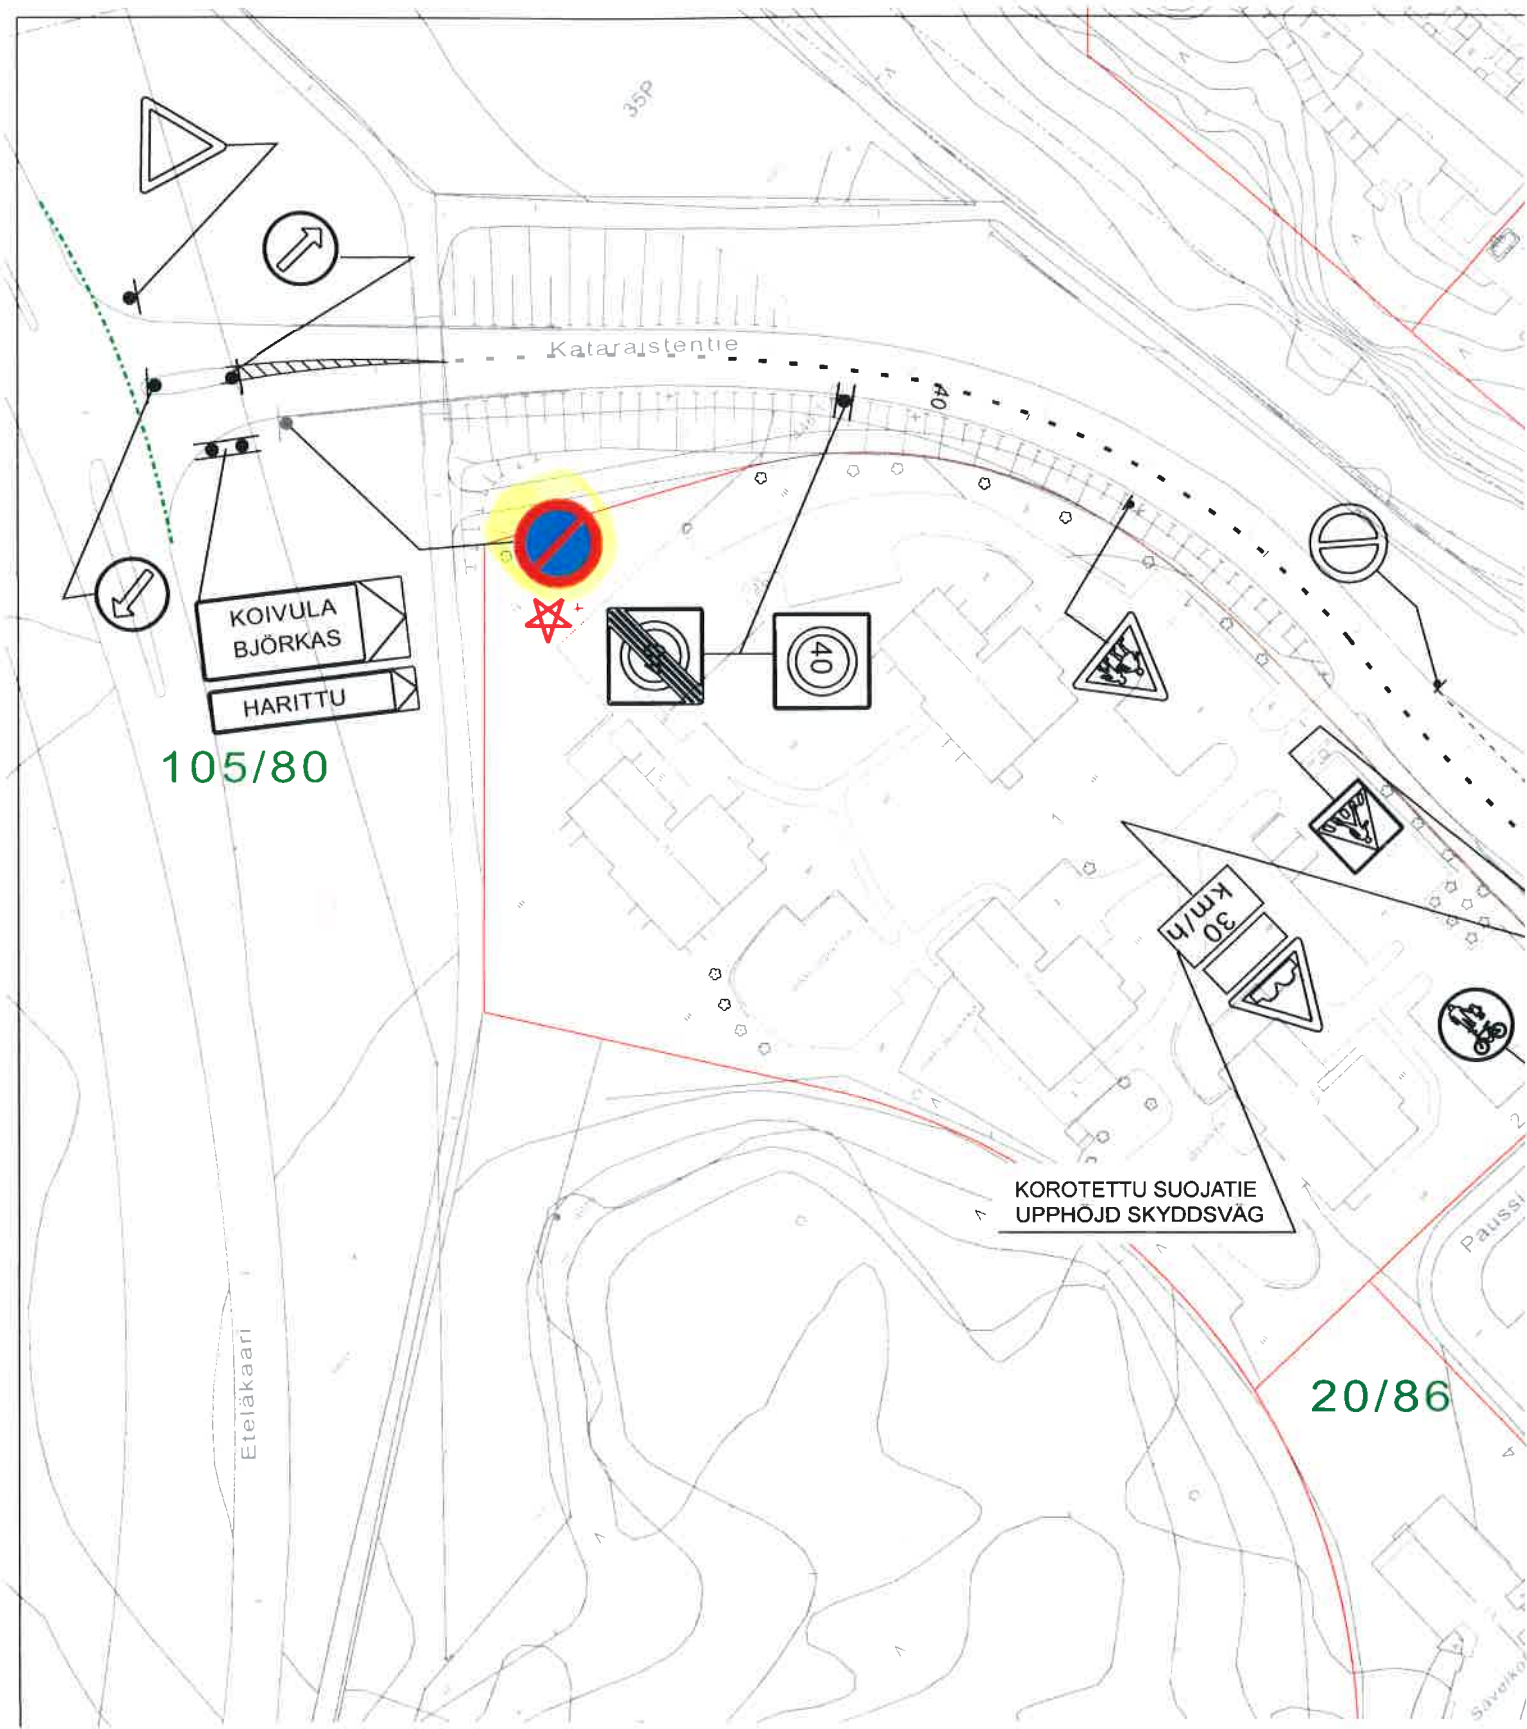 35P
Kataraistentie
40
KOIVULA
BJÖRKAS
HARITTU
40
105/80
30
km/h
KOROTETTU SUOJATIE
UPPHÖJD SKYDDSVÄG
Paussi
20/86
Eteläkaari